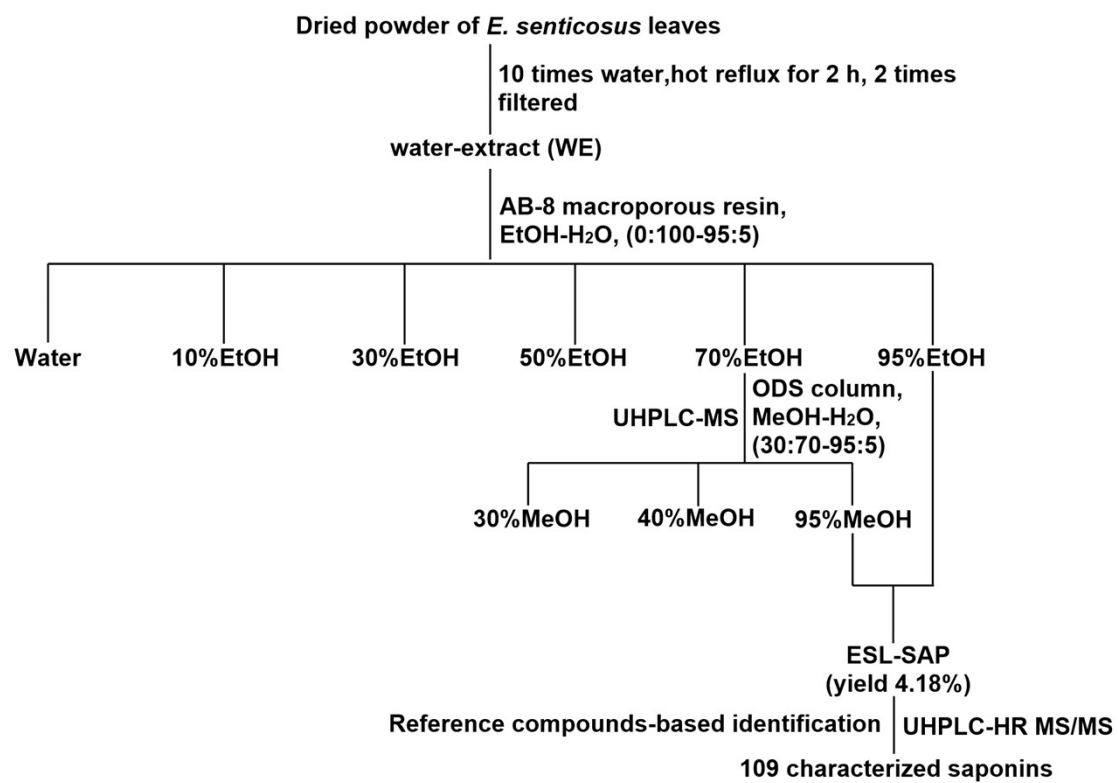 Dried powder of E. senticosus leaves
10 times water,hot reflux for 2 h, 2 times
filtered
water-extract (WE)
AB-8 macroporous resin,
EtOH-H₂O, (0:100-95:5)
Water 10%EtOH 30%EtOH 50%EtOH 70%EtOH 95%EtOH
UHPLC-MS
ODS column,
MeOH-H₂O,
(30:70-95:5)
30%MeOH 40%MeOH 95%MeOH
ESL-SAP
(yield 4.18%)
Reference compounds-based identification UHPLC-HR MS/MS
109 characterized saponins